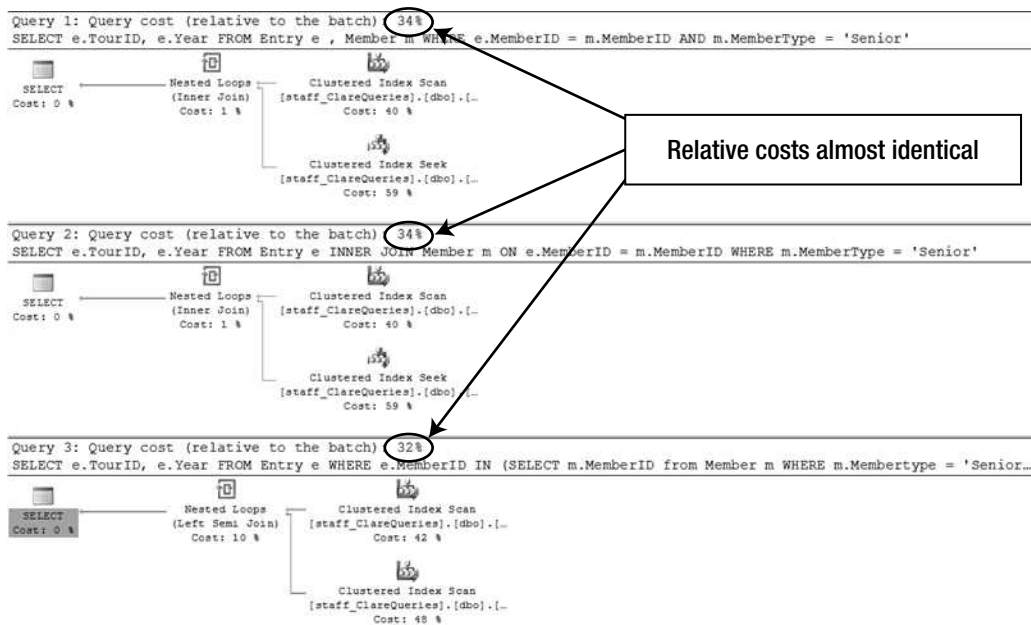 Query 1: Query cost (relative to the batch): 34%
SELECT e.TourID, e.Year FROM Entry e , Member m WHERE e.MemberID = m.MemberID AND m.MemberType = 'Senior'
SELECT
Cost: 0 %
Nested Loops
(Inner Join)
Cost: 1 %
Clustered Index Scan
[staff_ClareQueries].[dbo].[…
Cost: 40 %
Clustered Index Seek
[staff_ClareQueries].[dbo].[…
Cost: 59 %
Relative costs almost identical
Query 2: Query cost (relative to the batch): 34%
SELECT e.TourID, e.Year FROM Entry e INNER JOIN Member m ON e.MemberID = m.MemberID WHERE m.MemberType = 'Senior'
SELECT
Cost: 0 %
Nested Loops
(Inner Join)
Cost: 1 %
Clustered Index Scan
[staff_ClareQueries].[dbo].[…
Cost: 40 %
Clustered Index Seek
[staff_ClareQueries].[dbo].[…
Cost: 59 %
Query 3: Query cost (relative to the batch): 32%
SELECT e.TourID, e.Year FROM Entry e WHERE e.MemberID IN (SELECT m.MemberID from Member m WHERE m.Membertype = 'Senior…
SELECT
Cost: 0 %
Nested Loops
(Left Semi Join)
Cost: 10 %
Clustered Index Scan
[staff_ClareQueries].[dbo].[…
Cost: 42 %
Clustered Index Scan
[staff_ClareQueries].[dbo].[…
Cost: 48 %